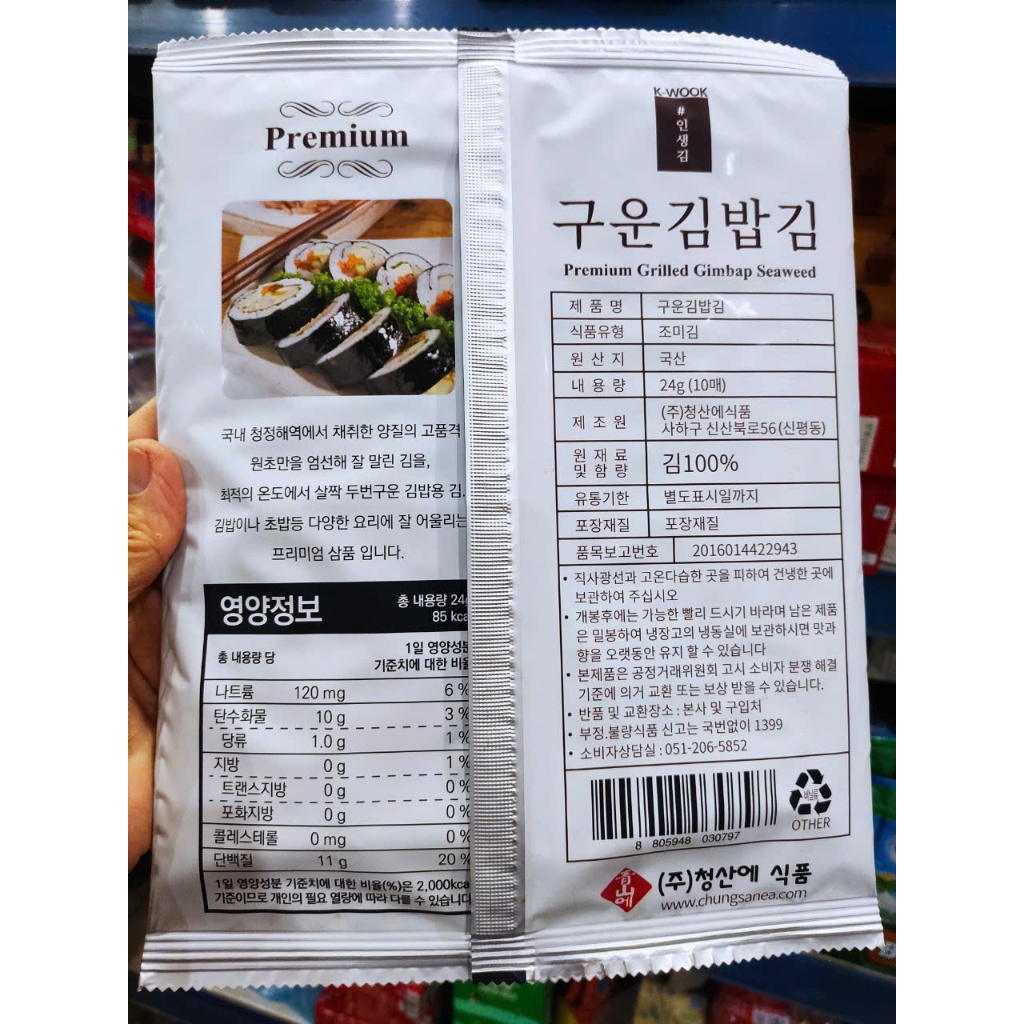 Premium
국내 청정해역에서 채취한 양질의 고품격
원초만을 엄선해 잘 말린 김을,
최적의 온도에서 살짝 두번구운 김밥용 김.
김밥이나 초밥등 다양한 요리에 잘 어울리는
프리미엄 삼품 입니다.
영양정보
총 내용량 24g
85 kca
총 내용량 당
1일 영양성분
기준치에 대한 비율
나트륨 120 mg 6 %
탄수화물 10 g 3 %
당류 1.0 g 1 %
지방 0 g 1 %
트랜스지방 0 g 0 %
포화지방 0 g 0 %
콜레스테롤 0 mg 0 %
단백질 11 g 20 %
1일 영양성분 기준치에 대한 비율(%)은 2,000kca
기준이므로 개인의 필요 열량에 따라 다를 수 있습니다
K-WOOK
#인생김
구운김밥김
Premium Grilled Gimbap Seaweed
제 품 명 구운김밥김
식품유형 조미김
원 산 지 국산
내 용 량 24g (10매)
제 조 원 (주)청산에식품
사하구 신산북로56 (신평동)
원 재 료
및 함 량 김100%
유통기한 별도표시일까지
포장재질 포장재질
품목보고번호 2016014422943
• 직사광선과 고온다습한 곳을 피하여 건냉한 곳에
보관하여 주십시오
• 개봉후에는 가능한 빨리 드시기 바라며 남은 제품
은 밀봉하여 냉장고의 냉동실에 보관하시면 맛과
향을 오랫동안 유지 할 수 있습니다
• 본제품은 공정거래위원회 고시 소비자 분쟁 해결
기준에 의거 교환 또는 보상 받을 수 있습니다.
• 반품 및 교환장소 : 본사 및 구입처
• 부정.불량식품 신고는 국번없이 1399
• 소비자상담실 : 051-206-5852
8 805948 030797
비닐류
OTHER
靑山에
(주)청산에 식품
www.chungsanea.com